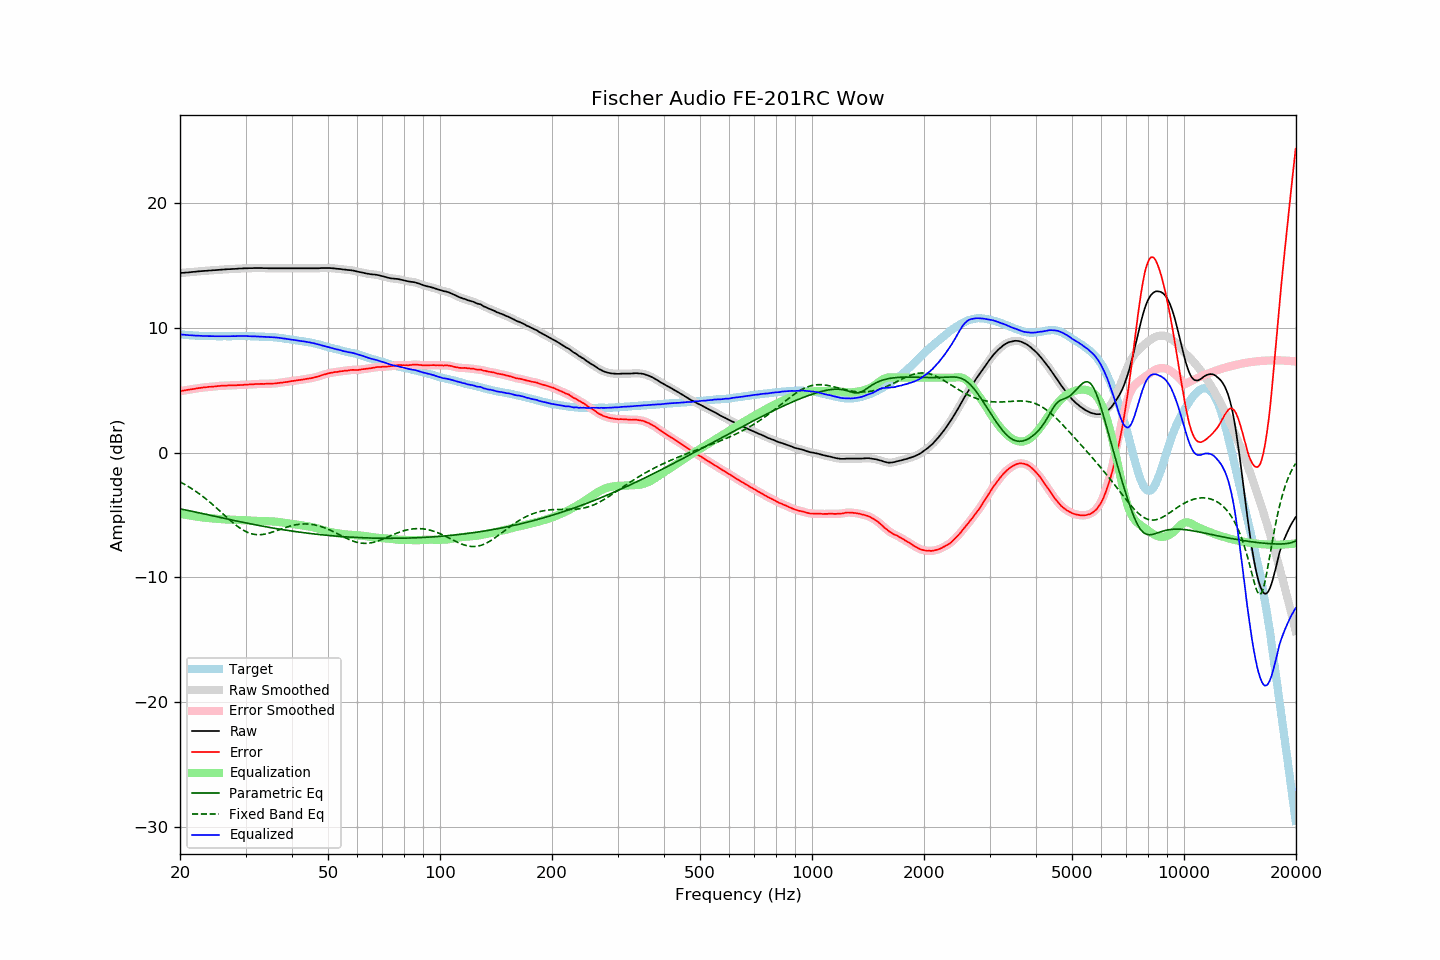 Fischer Audio FE-201RC Wow
Amplitude (dBr)
20
10
0
−10
−20
−30
Target
Raw Smoothed
Error Smoothed
Raw
Error
Equalization
Parametric Eq
Fixed Band Eq
Equalized
20 50 100 200 500 1000 2000 5000 10000 20000
Frequency (Hz)